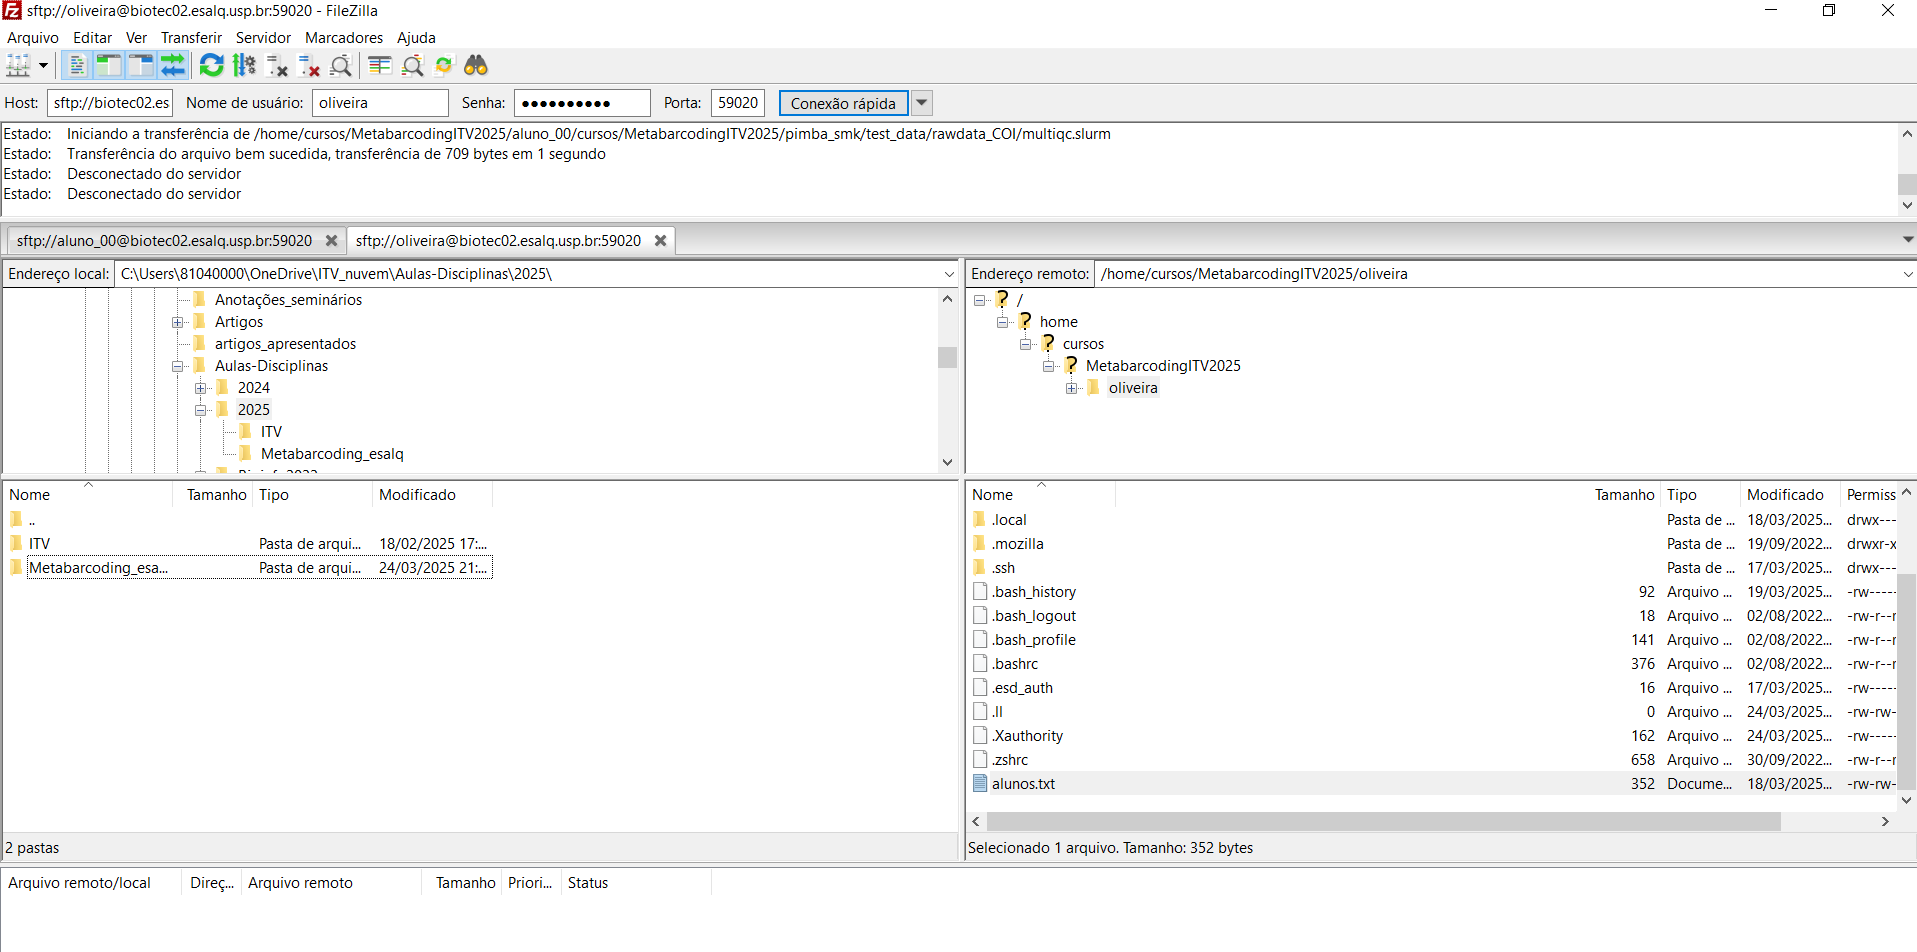 sftp://oliveira@biotec02.esalq.usp.br:59020 - FileZilla
Arquivo Editar Ver Transferir Servidor Marcadores Ajuda
Host: sftp://biotec02.es Nome de usuário: oliveira Senha: ●●●●●●●●●● Porta: 59020 Conexão rápida
Estado: Iniciando a transferência de /home/cursos/MetabarcodingITV2025/aluno_00/cursos/MetabarcodingITV2025/pimba_smk/test_data/rawdata_COI/multiqc.slurm
Estado: Transferência do arquivo bem sucedida, transferência de 709 bytes em 1 segundo
Estado: Desconectado do servidor
Estado: Desconectado do servidor
sftp://aluno_00@biotec02.esalq.usp.br:59020 sftp://oliveira@biotec02.esalq.usp.br:59020
Endereço local: C:\Users\81040000\OneDrive\ITV_nuvem\Aulas-Disciplinas\2025\
Anotações_seminários
Artigos
artigos_apresentados
Aulas-Disciplinas
2024
2025
ITV
Metabarcoding_esalq
Endereço remoto: /home/cursos/MetabarcodingITV2025/oliveira
/
home
cursos
MetabarcodingITV2025
oliveira
Nome Tamanho Tipo Modificado
..
ITV Pasta de arqui... 18/02/2025 17:...
Metabarcoding_esa... Pasta de arqui... 24/03/2025 21:...
2 pastas
Nome Tamanho Tipo Modificado Permiss
.local Pasta de ... 18/03/2025... drwx---
.mozilla Pasta de ... 19/09/2022... drwxr-x
.ssh Pasta de ... 17/03/2025... drwx---
.bash_history 92 Arquivo ... 19/03/2025... -rw-----
.bash_logout 18 Arquivo ... 02/08/2022... -rw-r--r
.bash_profile 141 Arquivo ... 02/08/2022... -rw-r--r
.bashrc 376 Arquivo ... 02/08/2022... -rw-r--r
.esd_auth 16 Arquivo ... 17/03/2025... -rw-----
.ll 0 Arquivo ... 24/03/2025... -rw-rw-
.Xauthority 162 Arquivo ... 24/03/2025... -rw-----
.zshrc 658 Arquivo ... 30/09/2022... -rw-r--r
alunos.txt 352 Docume... 18/03/2025... -rw-rw-
Selecionado 1 arquivo. Tamanho: 352 bytes
Arquivo remoto/local Direç... Arquivo remoto Tamanho Priori... Status